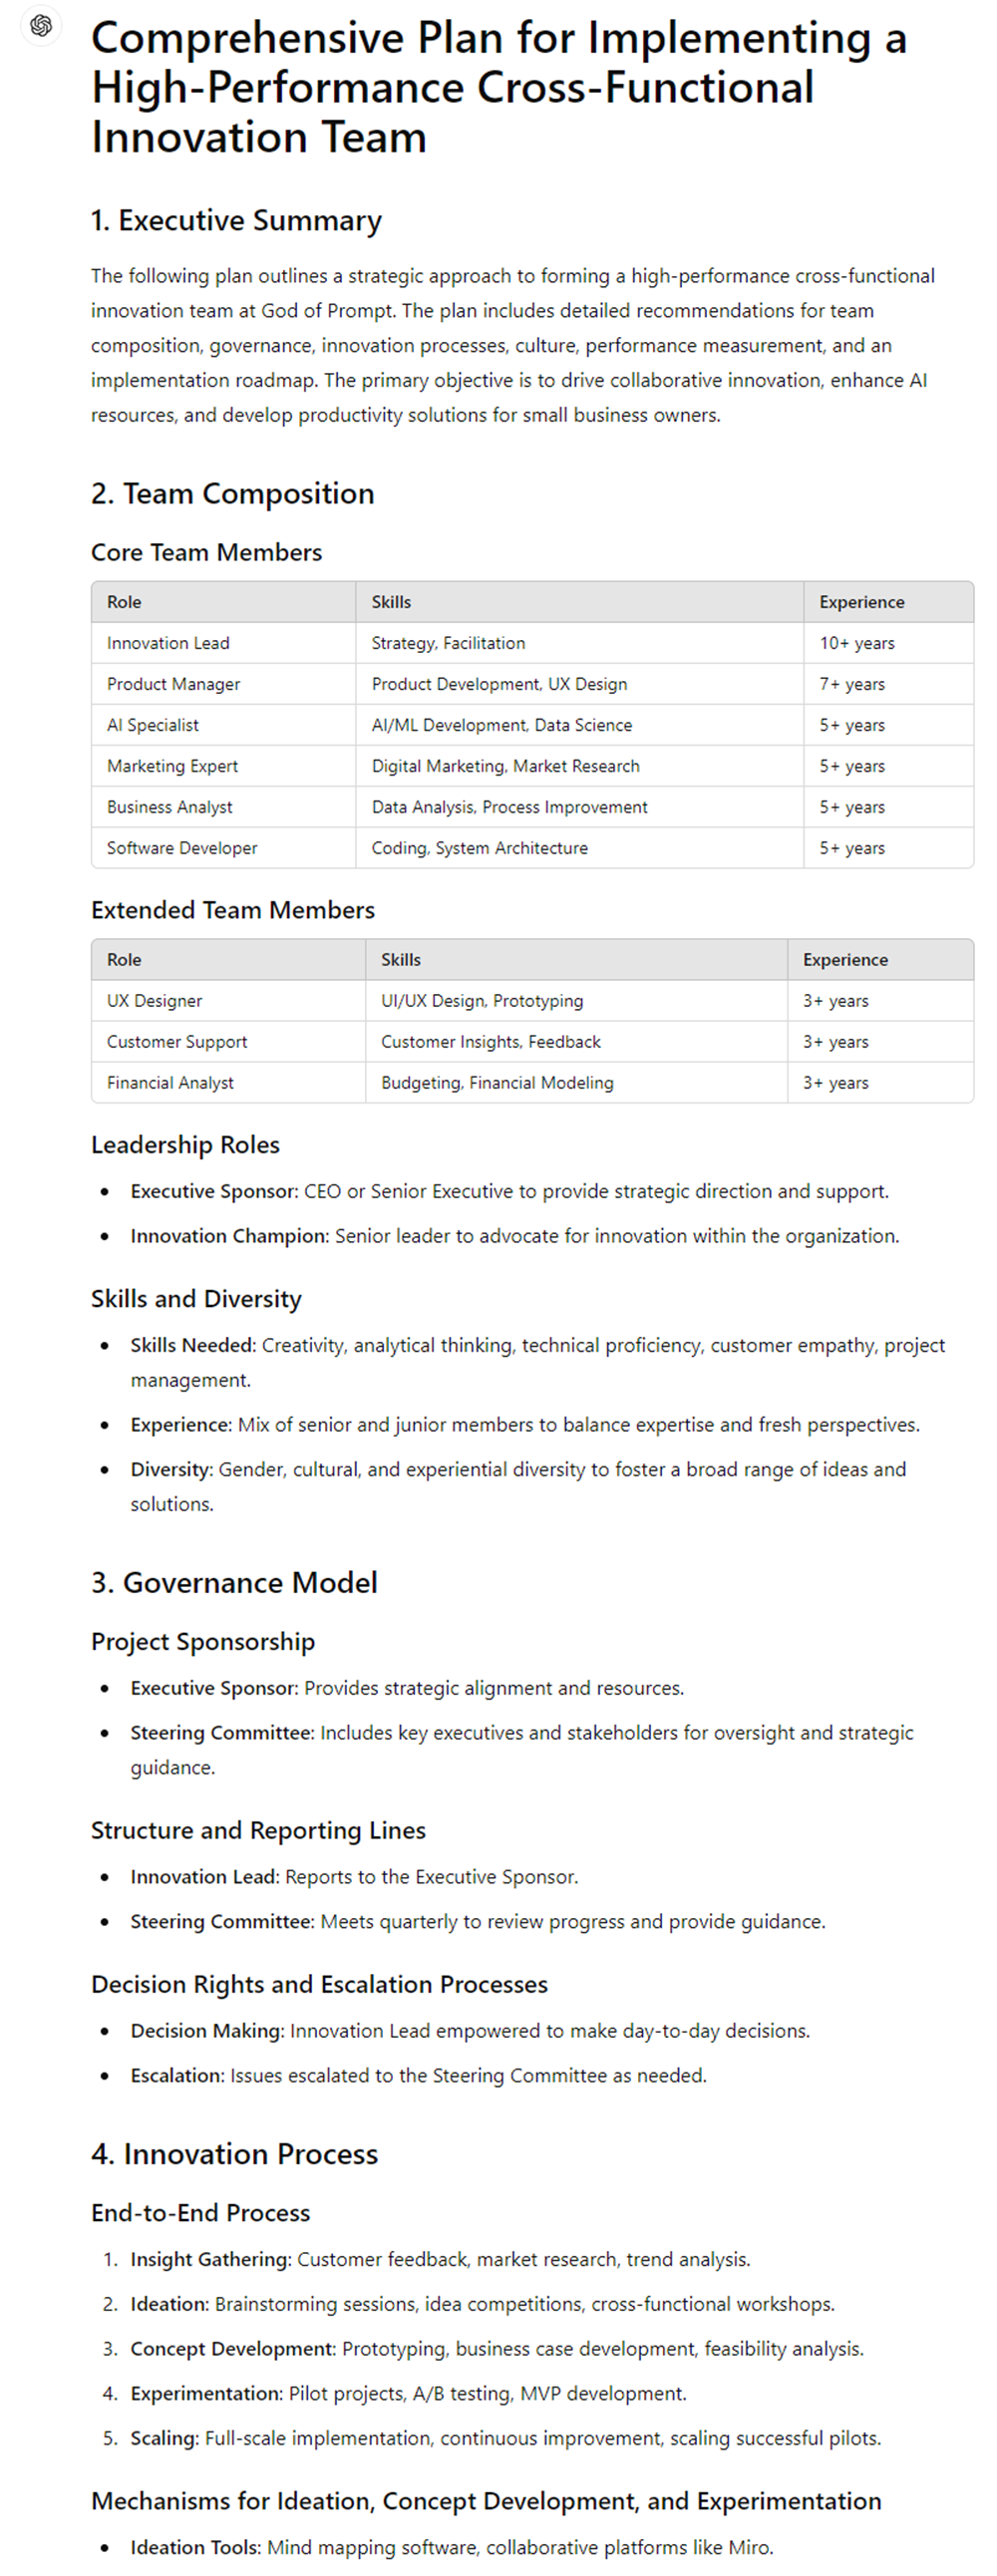 Comprehensive Plan for Implementing a
High-Performance Cross-Functional
Innovation Team
1. Executive Summary
The following plan outlines a strategic approach to forming a high-performance cross-functional
innovation team at God of Prompt. The plan includes detailed recommendations for team
composition, governance, innovation processes, culture, performance measurement, and an
implementation roadmap. The primary objective is to drive collaborative innovation, enhance AI
resources, and develop productivity solutions for small business owners.
2. Team Composition
Core Team Members
Role Skills Experience
Innovation Lead Strategy, Facilitation 10+ years
Product Manager Product Development, UX Design 7+ years
AI Specialist AI/ML Development, Data Science 5+ years
Marketing Expert Digital Marketing, Market Research 5+ years
Business Analyst Data Analysis, Process Improvement 5+ years
Software Developer Coding, System Architecture 5+ years
Extended Team Members
Role Skills Experience
UX Designer UI/UX Design, Prototyping 3+ years
Customer Support Customer Insights, Feedback 3+ years
Financial Analyst Budgeting, Financial Modeling 3+ years
Leadership Roles
• Executive Sponsor: CEO or Senior Executive to provide strategic direction and support.
• Innovation Champion: Senior leader to advocate for innovation within the organization.
Skills and Diversity
• Skills Needed: Creativity, analytical thinking, technical proficiency, customer empathy, project
management.
• Experience: Mix of senior and junior members to balance expertise and fresh perspectives.
• Diversity: Gender, cultural, and experiential diversity to foster a broad range of ideas and
solutions.
3. Governance Model
Project Sponsorship
• Executive Sponsor: Provides strategic alignment and resources.
• Steering Committee: Includes key executives and stakeholders for oversight and strategic
guidance.
Structure and Reporting Lines
• Innovation Lead: Reports to the Executive Sponsor.
• Steering Committee: Meets quarterly to review progress and provide guidance.
Decision Rights and Escalation Processes
• Decision Making: Innovation Lead empowered to make day-to-day decisions.
• Escalation: Issues escalated to the Steering Committee as needed.
4. Innovation Process
End-to-End Process
1. Insight Gathering: Customer feedback, market research, trend analysis.
2. Ideation: Brainstorming sessions, idea competitions, cross-functional workshops.
3. Concept Development: Prototyping, business case development, feasibility analysis.
4. Experimentation: Pilot projects, A/B testing, MVP development.
5. Scaling: Full-scale implementation, continuous improvement, scaling successful pilots.
Mechanisms for Ideation, Concept Development, and Experimentation
• Ideation Tools: Mind mapping software, collaborative platforms like Miro.